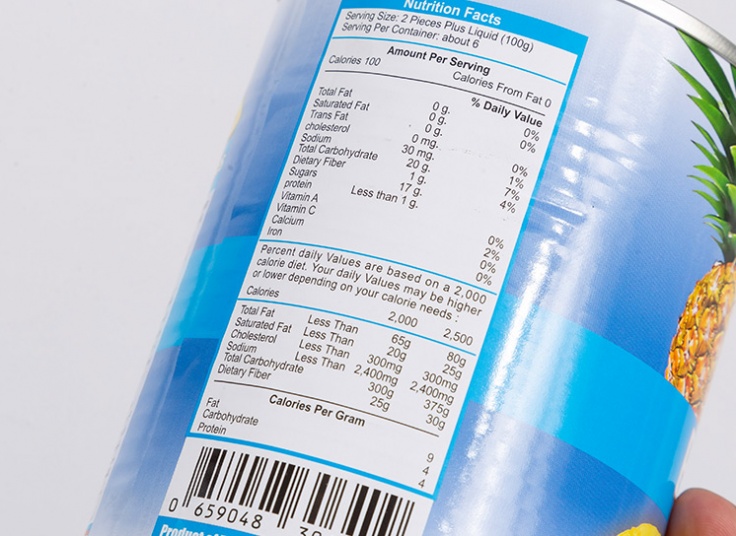 Nutrition Facts
Serving Size: 2 Pieces Plus Liquid (100g)
Serving Per Container: about 6
Amount Per Serving
Calories 100 Calories From Fat 0
% Daily Value
Total Fat 0 g. 0%
Saturated Fat 0 g. 0%
Trans Fat 0 g.
cholesterol 0 mg. 0%
Sodium 30 mg. 1%
Total Carbohydrate 20 g. 7%
Dietary Fiber 1 g. 4%
Sugars 17 g.
protein Less than 1 g.
Vitamin A 0%
Vitamin C 2%
Calcium 0%
Iron 0%
Percent daily Values are based on a 2,000
calorie diet. Your daily Values may be higher
or lower depending on your calorie needs :
Calories 2,000 2,500
Total Fat Less Than 65g 80g
Saturated Fat Less Than 20g 25g
Cholesterol Less Than 300mg 300mg
Sodium Less Than 2,400mg 2,400mg
Total Carbohydrate 300g 375g
Dietary Fiber 25g 30g
Calories Per Gram
Fat 9
Carbohydrate 4
Protein 4
0 659048
Product of